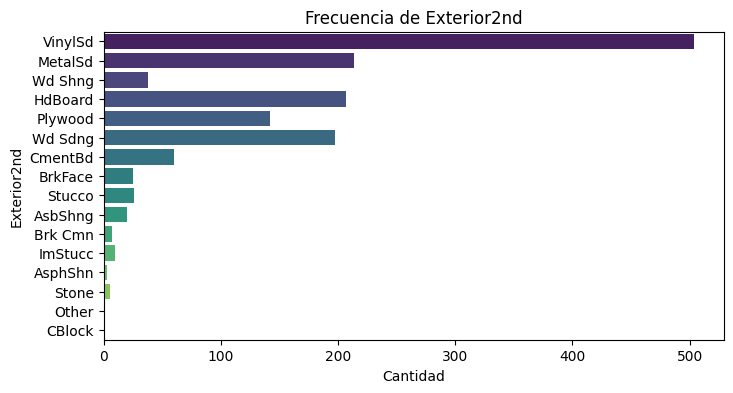 Frecuencia de Exterior2nd
VinylSd
MetalSd
Wd Shng
HdBoard
Plywood
Wd Sdng
CmentBd
BrkFace
Stucco
AsbShng
Brk Cmn
ImStucc
AsphShn
Stone
Other
CBlock
Exterior2nd
0 100 200 300 400 500
Cantidad